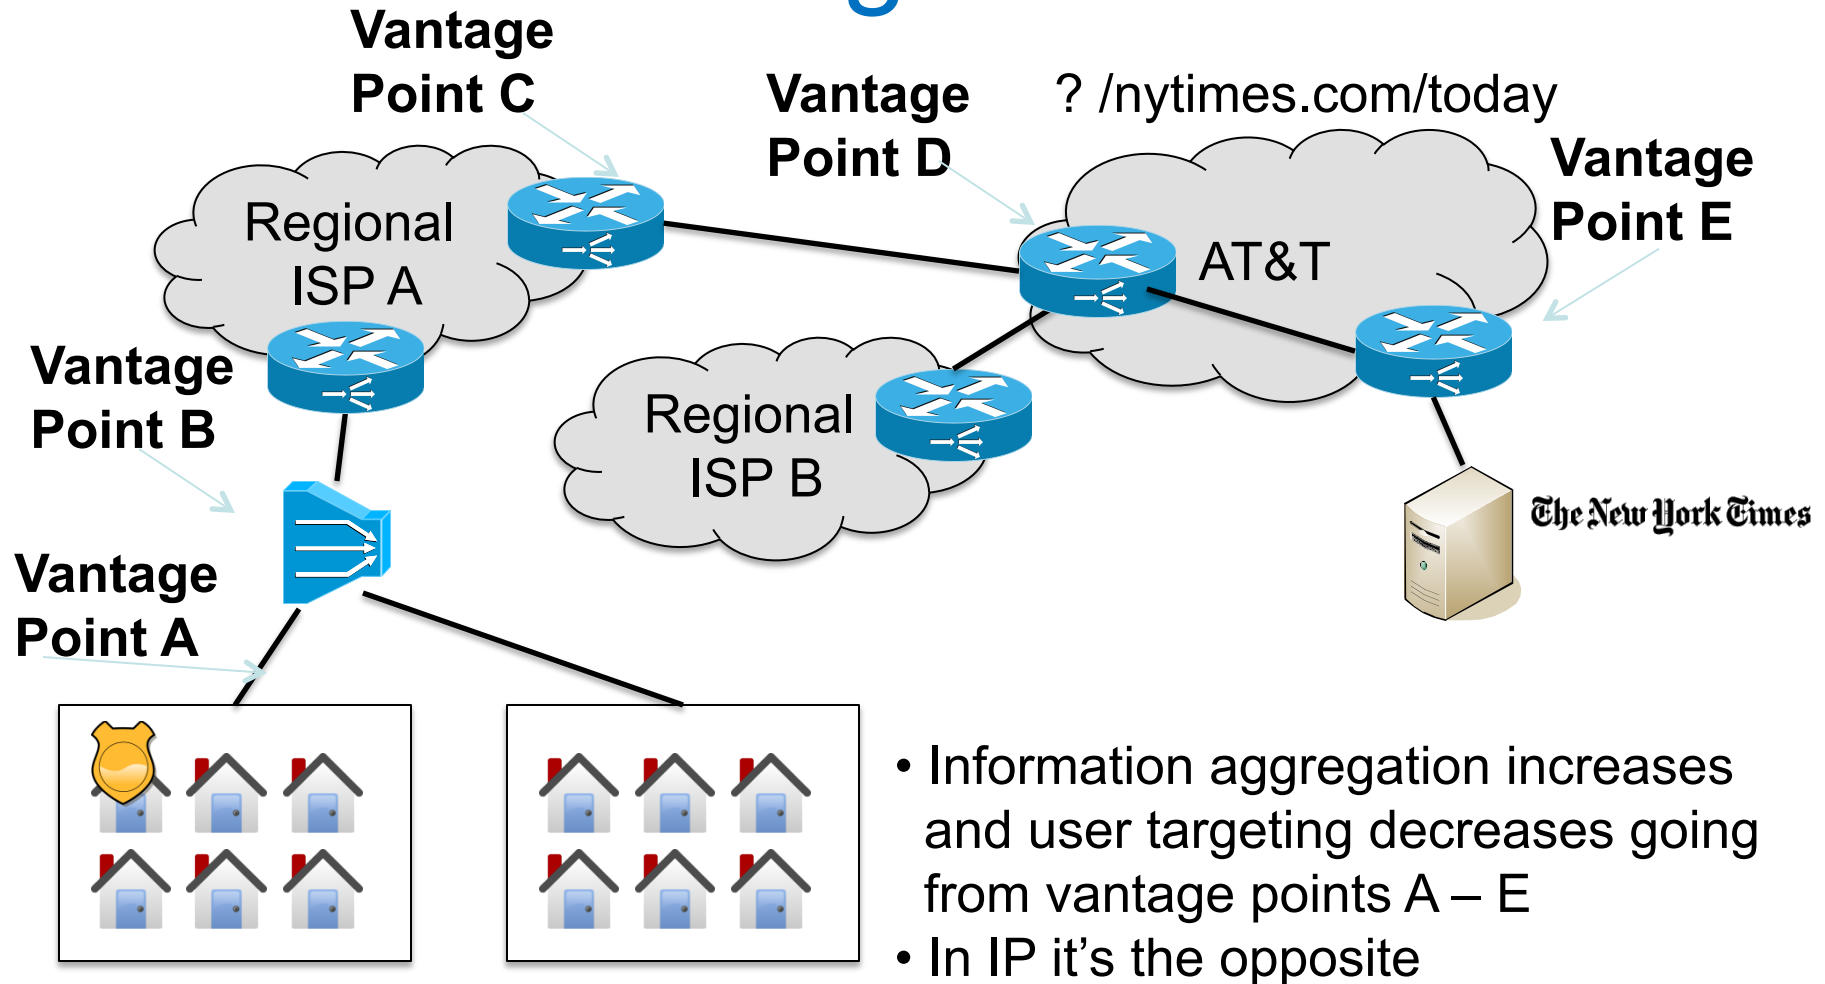 Vantage
Point C
Vantage
Point D
? /nytimes.com/today
Vantage
Point E
Regional
ISP A
AT&T
Vantage
Point B
Regional
ISP B
The New York Times
Vantage
Point A
• Information aggregation increases
and user targeting decreases going
from vantage points A – E
• In IP it's the opposite